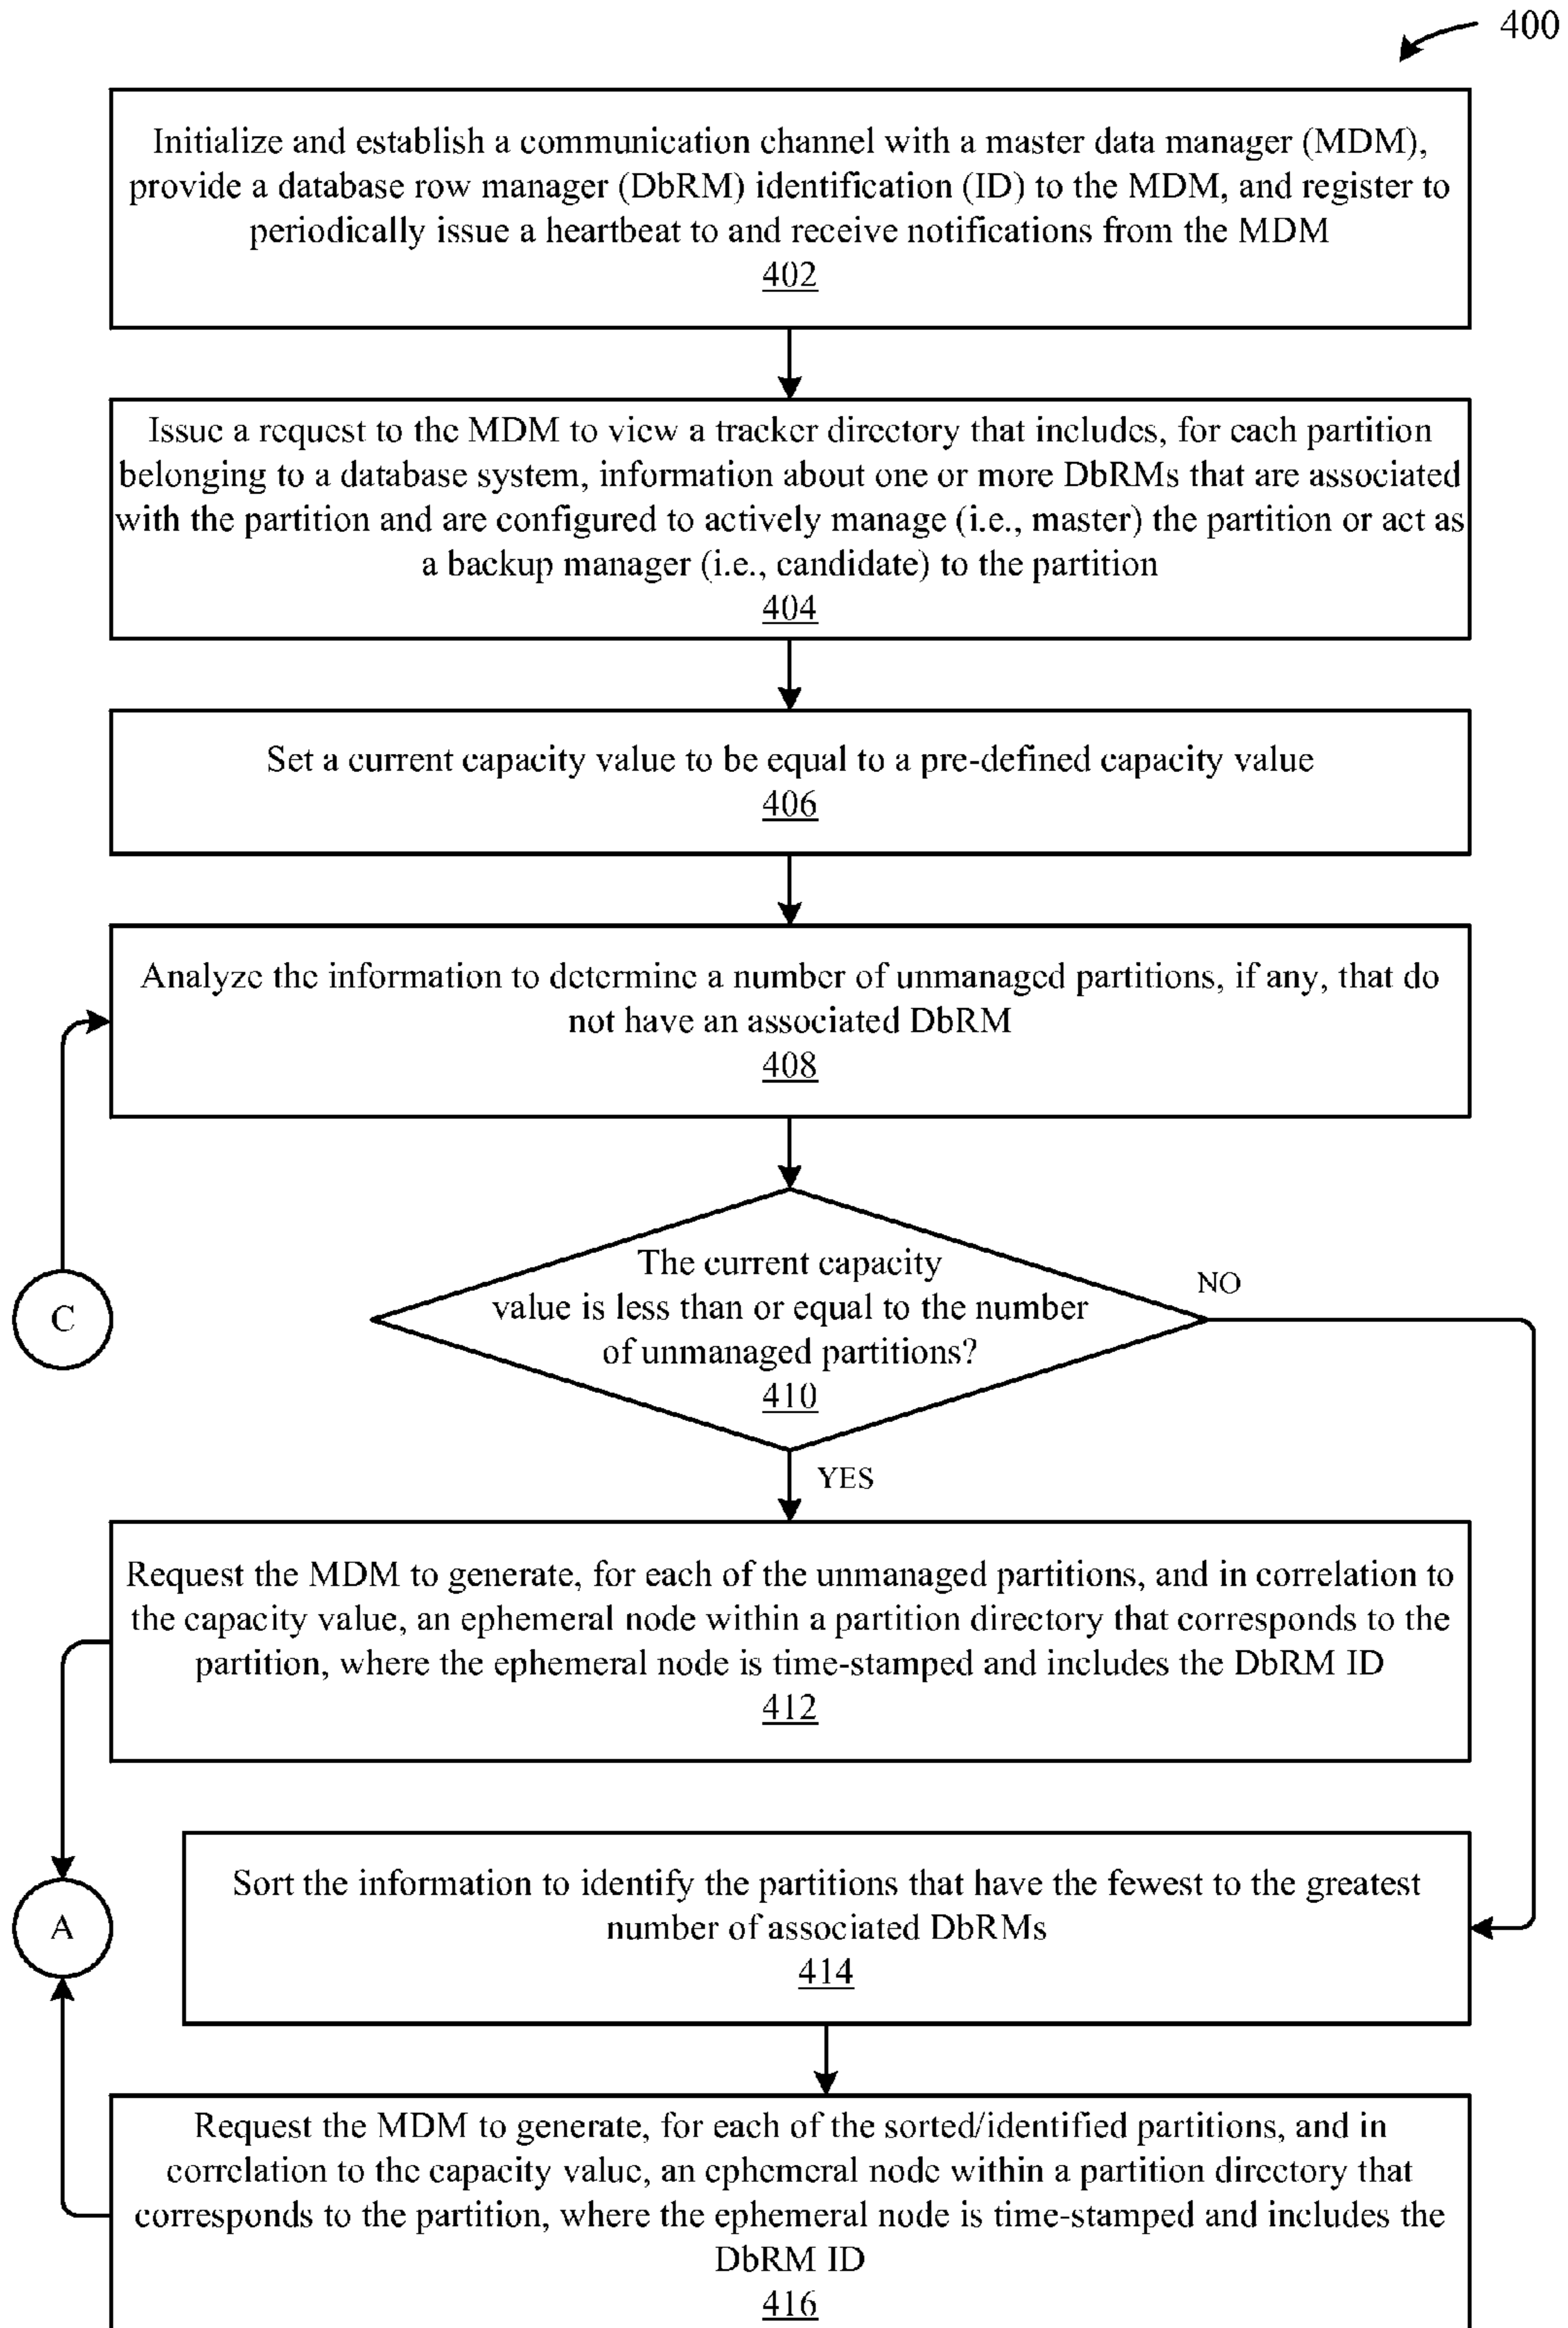 400
Initialize and establish a communication channel with a master data manager (MDM),
provide a database row manager (DbRM) identification (ID) to the MDM, and register to
periodically issue a heartbeat to and receive notifications from the MDM
402
Issue a request to the MDM to view a tracker directory that includes, for each partition
belonging to a database system, information about one or more DbRMs that are associated
with the partition and are configured to actively manage (i.e., master) the partition or act as
a backup manager (i.e., candidate) to the partition
404
Set a current capacity value to be equal to a pre-defined capacity value
406
Analyze the information to determine a number of unmanaged partitions, if any, that do
not have an associated DbRM
408
C
The current capacity
value is less than or equal to the number
of unmanaged partitions?
410
NO
YES
Request the MDM to generate, for each of the unmanaged partitions, and in correlation to
the capacity value, an ephemeral node within a partition directory that corresponds to the
partition, where the ephemeral node is time-stamped and includes the DbRM ID
412
Sort the information to identify the partitions that have the fewest to the greatest
number of associated DbRMs
414
A
Request the MDM to generate, for each of the sorted/identified partitions, and in
correlation to the capacity value, an ephemeral node within a partition directory that
corresponds to the partition, where the ephemeral node is time-stamped and includes the
DbRM ID
416